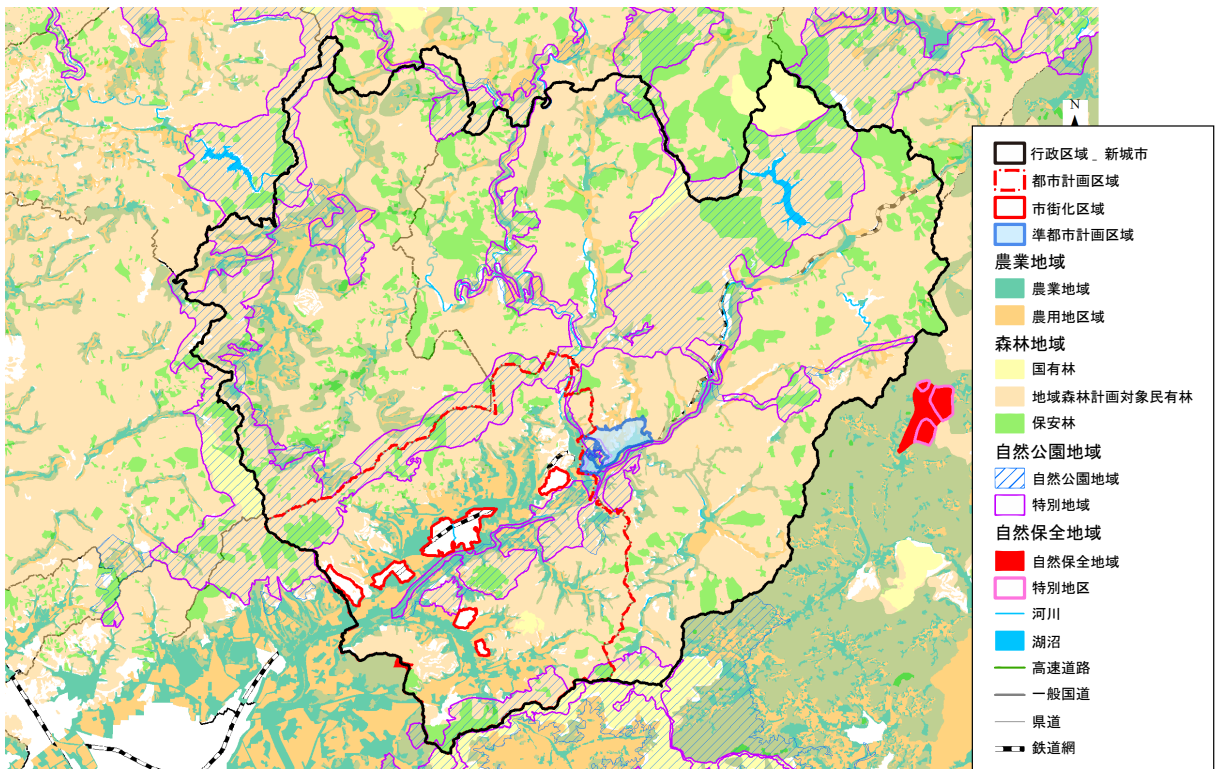 N
行政区域_新城市
都市計画区域
市街化区域
準都市計画区域
農業地域
農業地域
農用地区域
森林地域
国有林
地域森林計画対象民有林
保安林
自然公園地域
自然公園地域
特別地域
自然保全地域
自然保全地域
特別地区
河川
湖沼
高速道路
一般国道
県道
鉄道網